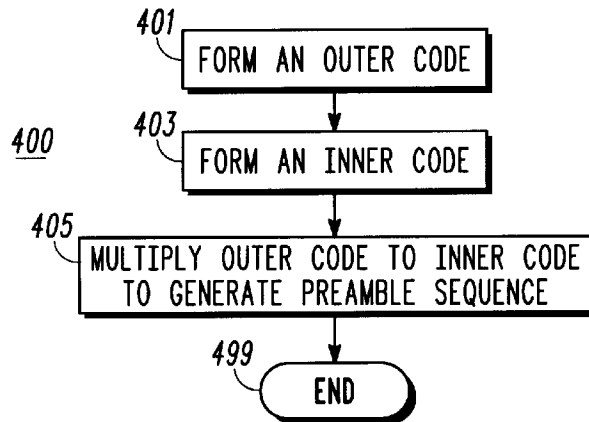 401
FORM AN OUTER CODE
400
403
FORM AN INNER CODE
405
MULTIPLY OUTER CODE TO INNER CODE
TO GENERATE PREAMBLE SEQUENCE
499
END